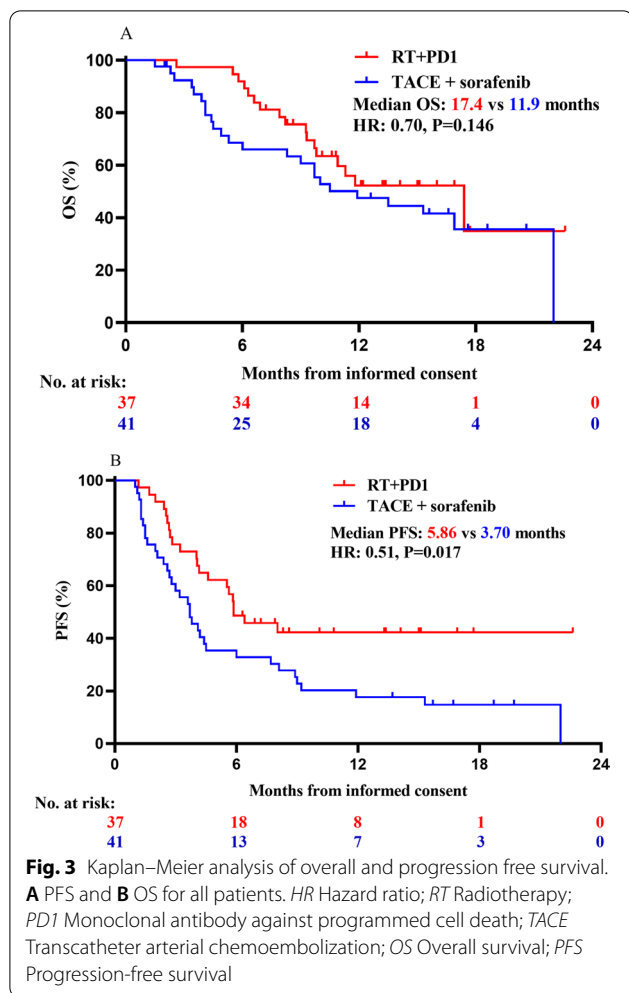 A
100
80
60
40
20
0
OS (%)
RT+PD1
TACE + sorafenib
Median OS: 17.4 vs 11.9 months
HR: 0.70, P=0.146
0 6 12 18 24
Months from informed consent
No. at risk:
37 34 14 1 0
41 25 18 4 0
B
100
80
60
40
20
0
PFS (%)
RT+PD1
TACE + sorafenib
Median PFS: 5.86 vs 3.70 months
HR: 0.51, P=0.017
0 6 12 18 24
Months from informed consent
No. at risk:
37 18 8 1 0
41 13 7 3 0
Fig. 3 Kaplan–Meier analysis of overall and progression free survival.
A PFS and B OS for all patients. HR Hazard ratio; RT Radiotherapy;
PD1 Monoclonal antibody against programmed cell death; TACE
Transcatheter arterial chemoembolization; OS Overall survival; PFS
Progression-free survival